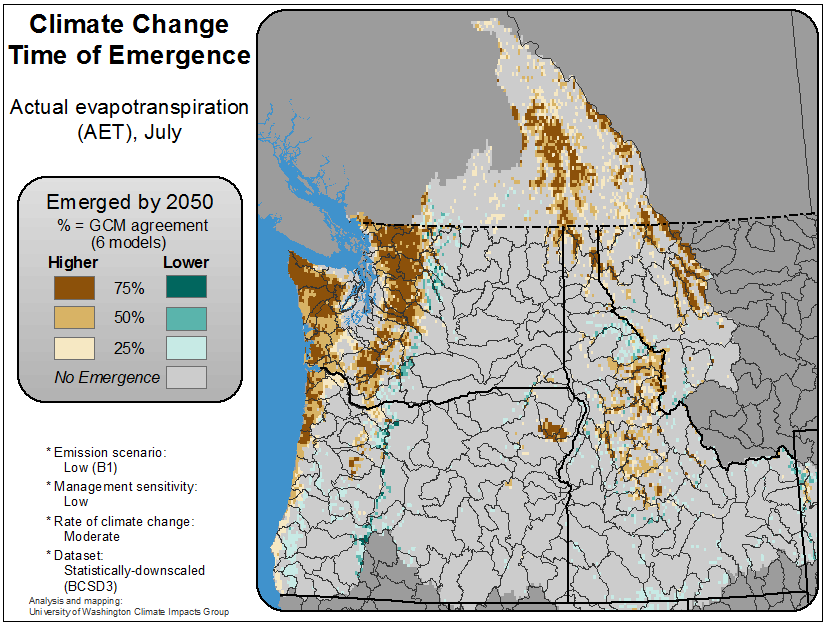 Climate Change
Time of Emergence
Actual evapotranspiration
(AET), July
Emerged by 2050
% = GCM agreement
(6 models)
Higher Lower
75%
50%
25%
No Emergence
* Emission scenario:
Low (B1)
* Management sensitivity:
Low
* Rate of climate change:
Moderate
* Dataset:
Statistically-downscaled
(BCSD3)
Analysis and mapping:
University of Washington Climate Impacts Group